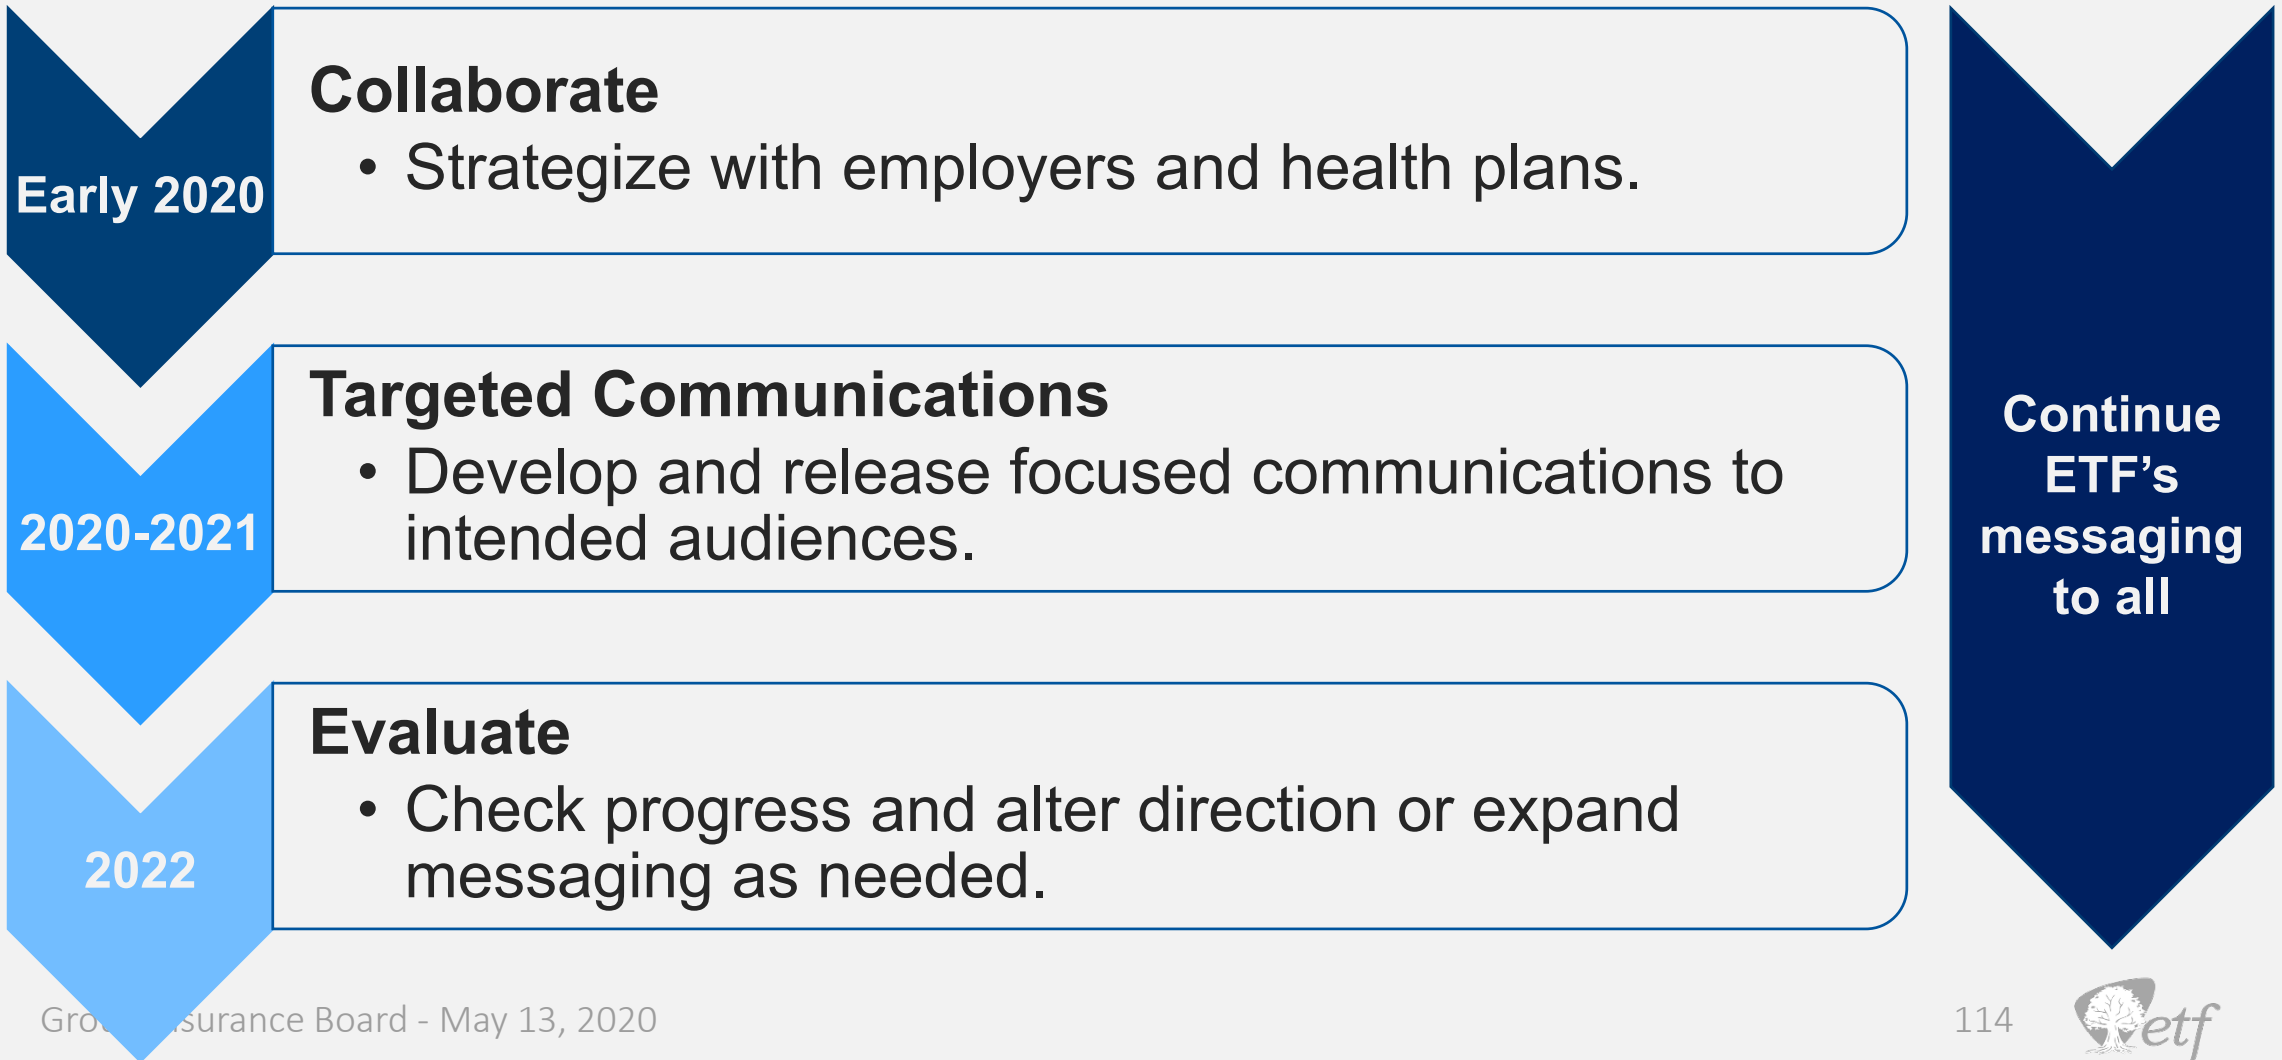 Early 2020
Collaborate
• Strategize with employers and health plans.
2020-2021
Targeted Communications
• Develop and release focused communications to
intended audiences.
2022
Evaluate
• Check progress and alter direction or expand
messaging as needed.
Continue
ETF’s
messaging
to all
Board - May 13, 2020
114
etf